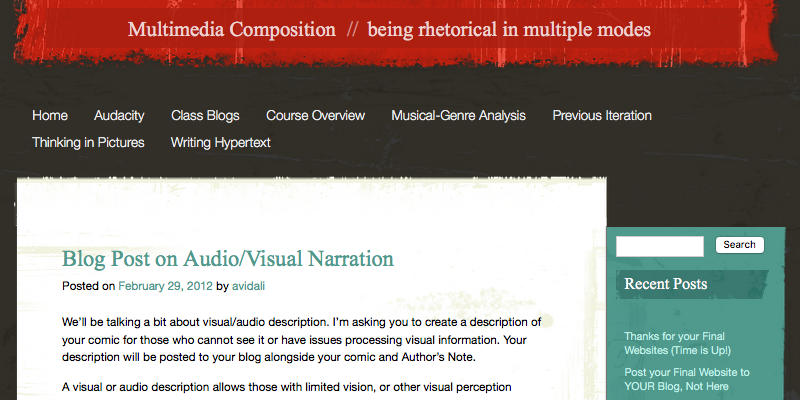 Multimedia Composition // being rhetorical in multiple modes
Home Audacity Class Blogs Course Overview Musical-Genre Analysis Previous Iteration
Thinking in Pictures Writing Hypertext
Blog Post on Audio/Visual Narration
Posted on February 29, 2012 by avidali
We'll be talking a bit about visual/audio description. I'm asking you to create a description of
your comic for those who cannot see it or have issues processing visual information. Your
description will be posted to your blog alongside your comic and Author's Note.
A visual or audio description allows those with limited vision, or other visual perception
Search
Recent Posts
Thanks for your Final
Websites (Time is Up!)
Post your Final Website to
YOUR Blog, Not Here